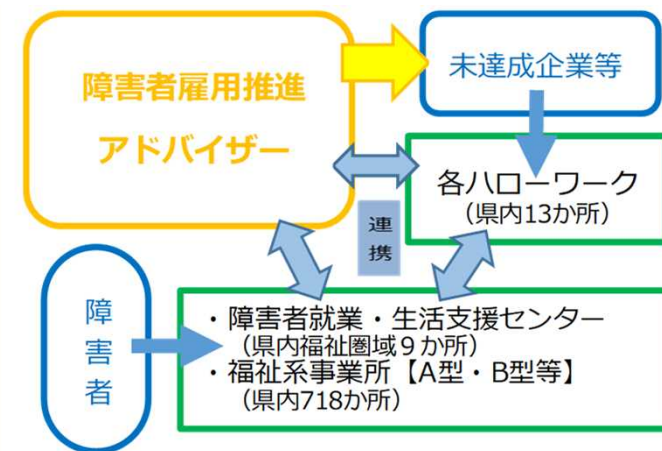 障害者雇用推進
アドバイザー
未達成企業等
各ハローワーク
（県内13か所）
連
携
障
害
者
・障害者就業・生活支援センター
（県内福祉圏域９か所）
・福祉系事業所【A型・B型等】
（県内718か所）